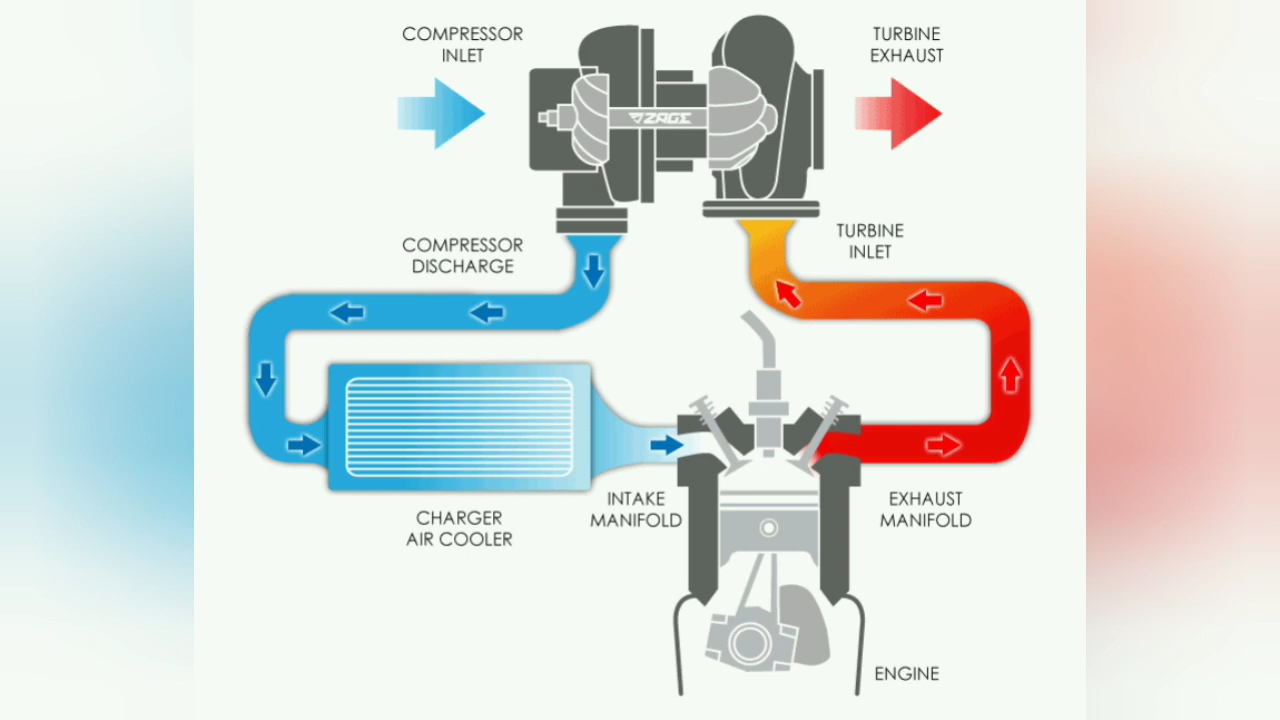 COMPRESSOR
INLET
TURBINE
EXHAUST
ZAGE
COMPRESSOR
DISCHARGE
TURBINE
INLET
CHARGER
AIR COOLER
INTAKE
MANIFOLD
EXHAUST
MANIFOLD
ENGINE